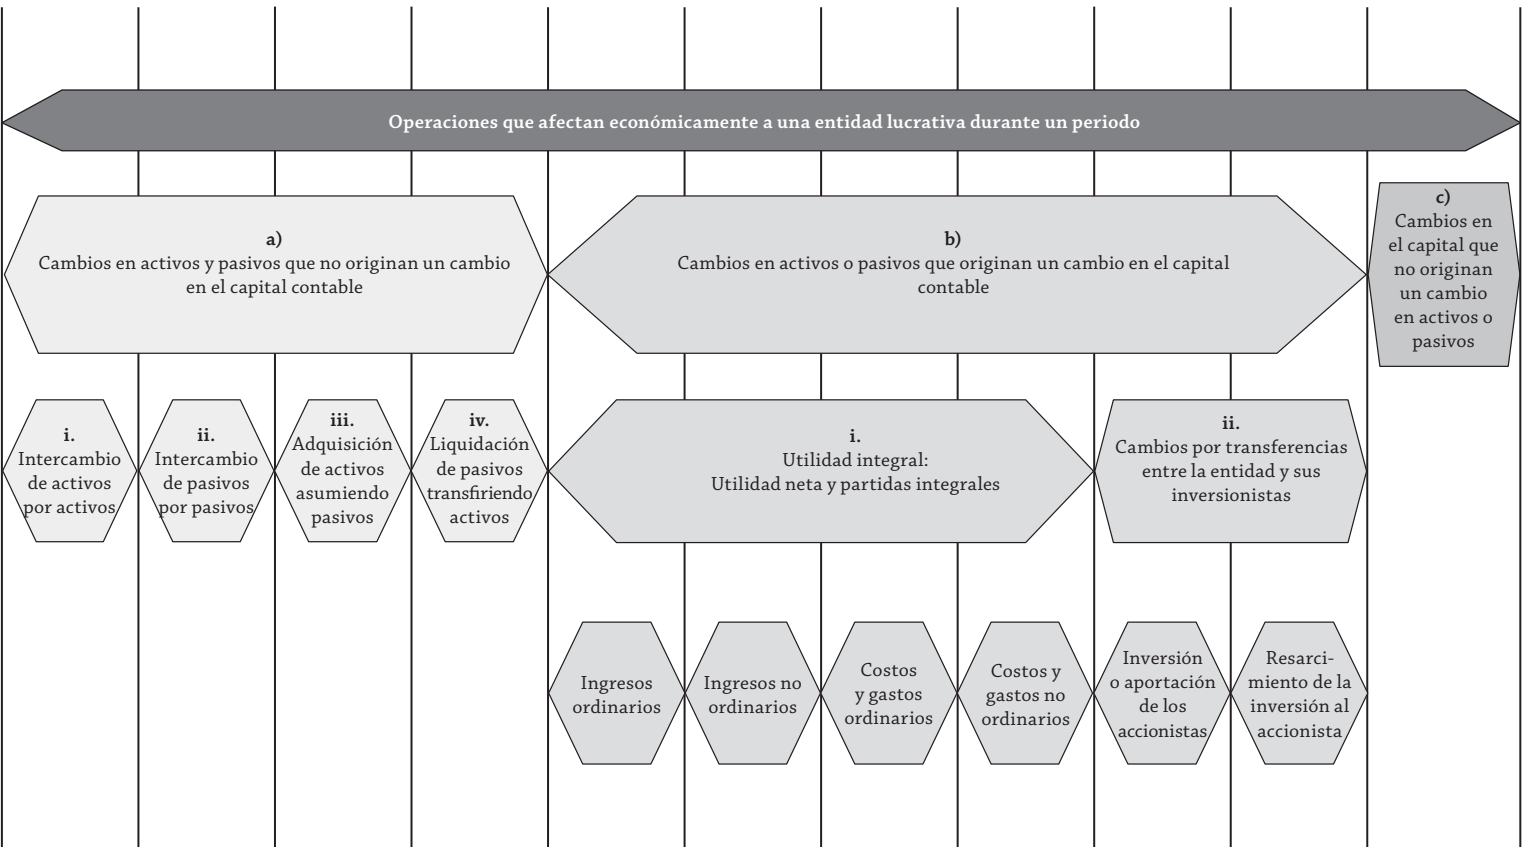 Operaciones que afectan económicamente a una entidad lucrativa durante un periodo
a)
Cambios en activos y pasivos que no originan un cambio
en el capital contable
b)
Cambios en activos o pasivos que originan un cambio en el capital
contable
c)
Cambios en
el capital que
no originan
un cambio
en activos o
pasivos
i.
Intercambio
de activos
por activos
ii.
Intercambio
de pasivos
por pasivos
iii.
Adquisición
de activos
asumiendo
pasivos
iv.
Liquidación
de pasivos
transfiriendo
activos
i.
Utilidad integral:
Utilidad neta y partidas integrales
ii.
Cambios por transferencias
entre la entidad y sus
inversionistas
Ingresos
ordinarios
Ingresos no
ordinarios
Costos
y gastos
ordinarios
Costos y
gastos no
ordinarios
Inversión
o aportación
de los
accionistas
Resarci-
miento de la
inversión al
accionista